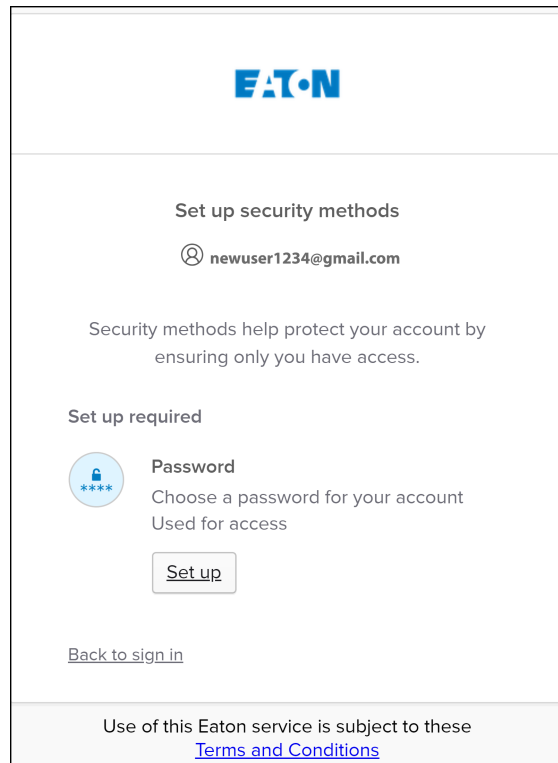 EATON
Set up security methods
newuser1234@gmail.com
Security methods help protect your account by
ensuring only you have access.
Set up required
****
Password
Choose a password for your account
Used for access
Set up
Back to sign in
Use of this Eaton service is subject to these
Terms and Conditions